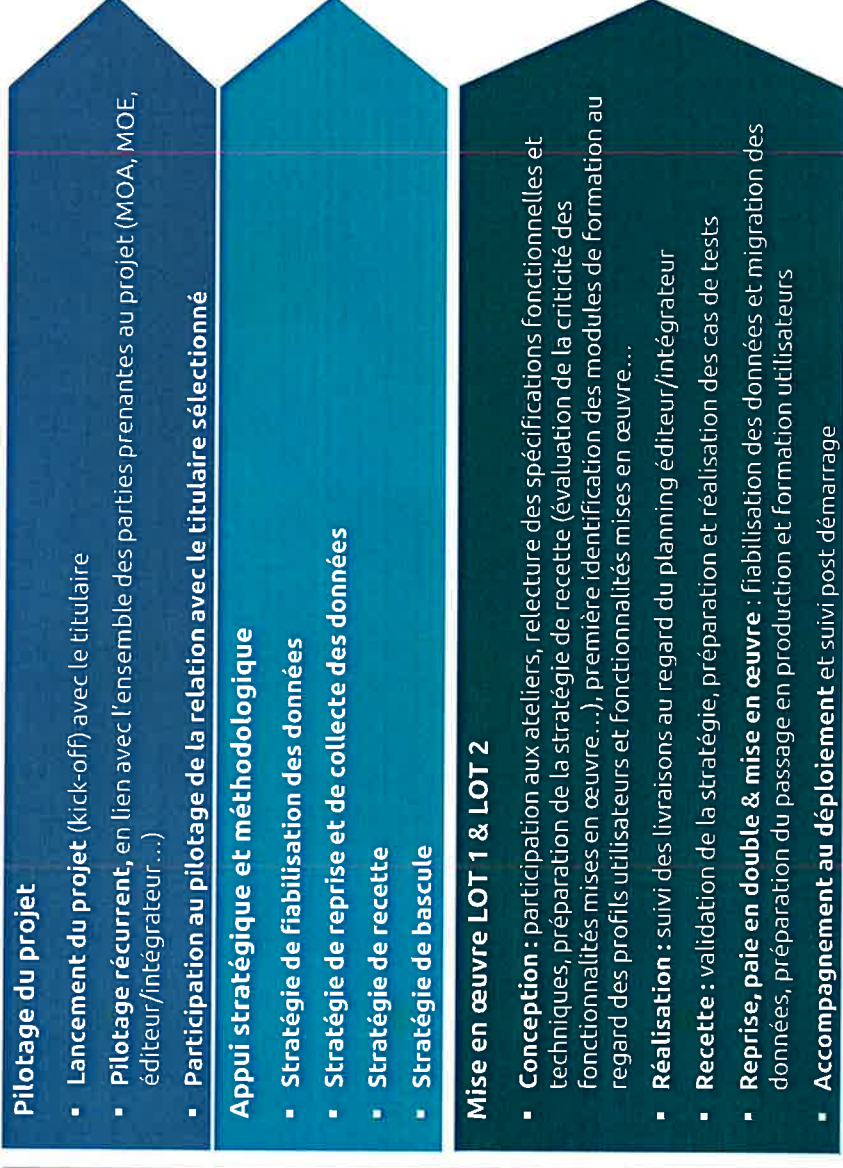 Pilotage du projet
▪ Lancement du projet (kick-off) avec le titulaire
▪ Pilotage récurrent, en lien avec l'ensemble des parties prenantes au projet (MOA, MOE,
éditeur/intégrateur...)
▪ Participation au pilotage de la relation avec le titulaire sélectionné
Appui stratégique et méthodologique
▪ Stratégie de fiabilisation des données
▪ Stratégie de reprise et de collecte des données
▪ Stratégie de recette
▪ Stratégie de bascule
Mise en œuvre LOT 1 & LOT 2
▪ Conception : participation aux ateliers, relecture des spécifications fonctionnelles et
techniques, préparation de la stratégie de recette (évaluation de la criticité des
fonctionnalités mises en œuvre...), première identification des modules de formation au
regard des profils utilisateurs et fonctionnalités mises en œuvre...
▪ Réalisation : suivi des livraisons au regard du planning éditeur/intégrateur
▪ Recette : validation de la stratégie, préparation et réalisation des cas de tests
▪ Reprise, paie en double & mise en œuvre : fiabilisation des données et migration des
données, préparation du passage en production et formation utilisateurs
▪ Accompagnement au déploiement et suivi post démarrage